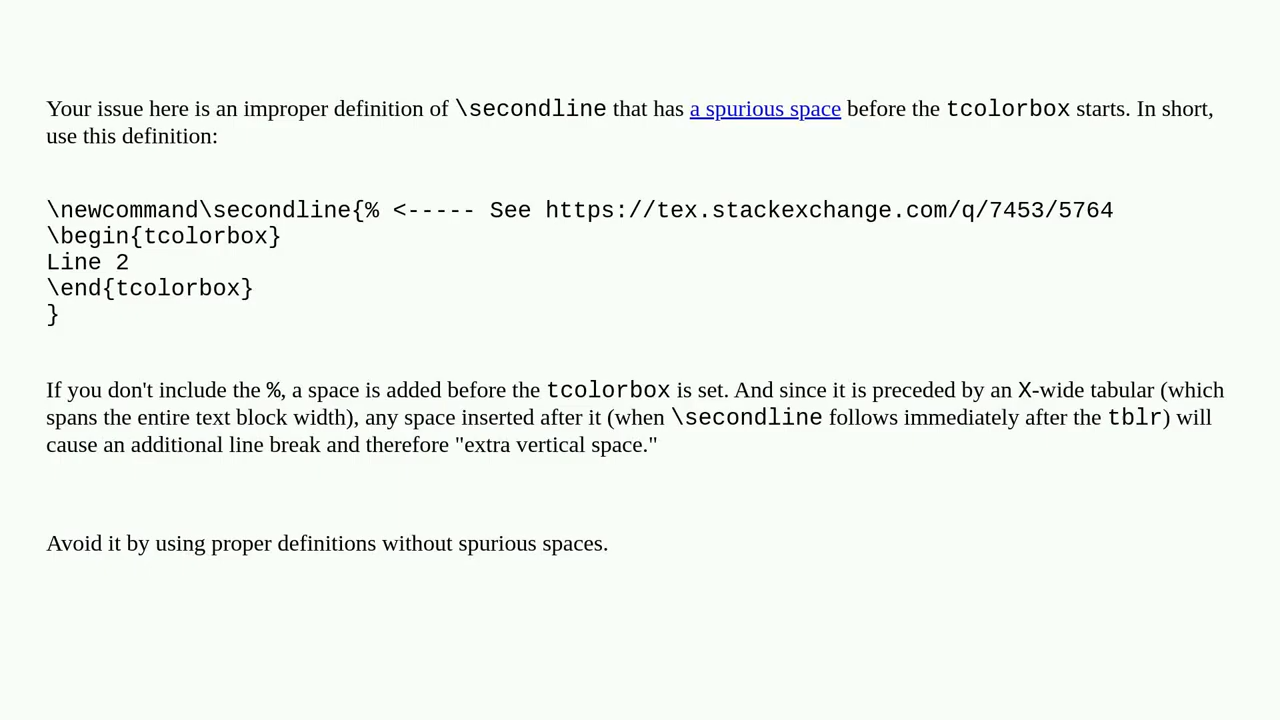 Your issue here is an improper definition of \secondline that has a spurious space before the tcolorbox starts. In short,
use this definition:
\newcommand\secondline{% <----- See https://tex.stackexchange.com/q/7453/5764
\begin{tcolorbox}
Line 2
\end{tcolorbox}
}
If you don't include the %, a space is added before the tcolorbox is set. And since it is preceded by an X-wide tabular (which
spans the entire text block width), any space inserted after it (when \secondline follows immediately after the tblr) will
cause an additional line break and therefore "extra vertical space."
Avoid it by using proper definitions without spurious spaces.